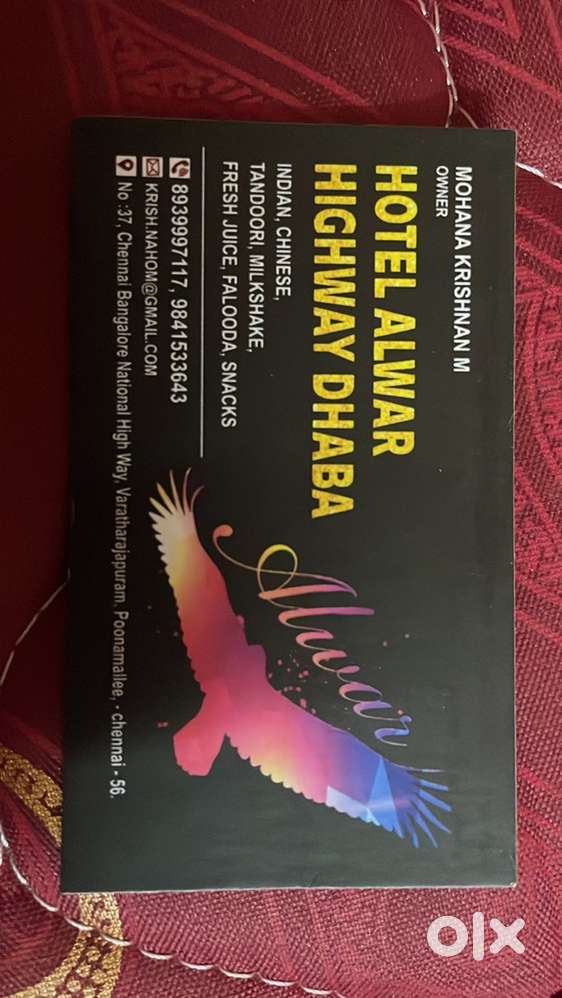 MOHANA KRISHNAN M
OWNER
HOTEL ALWAR
HIGHWAY DHABA
INDIAN, CHINESE,
TANDOORI, MILKSHAKE,
FRESH JUICE, FALOODA, SNACKS
8939997117, 9841533643
KRISH.NAHOM@GMAIL.COM
No :37, Chennai Bangalore National High Way, Varatharajapuram, Poonamallee, - chennai - 56.
Alwar
olx